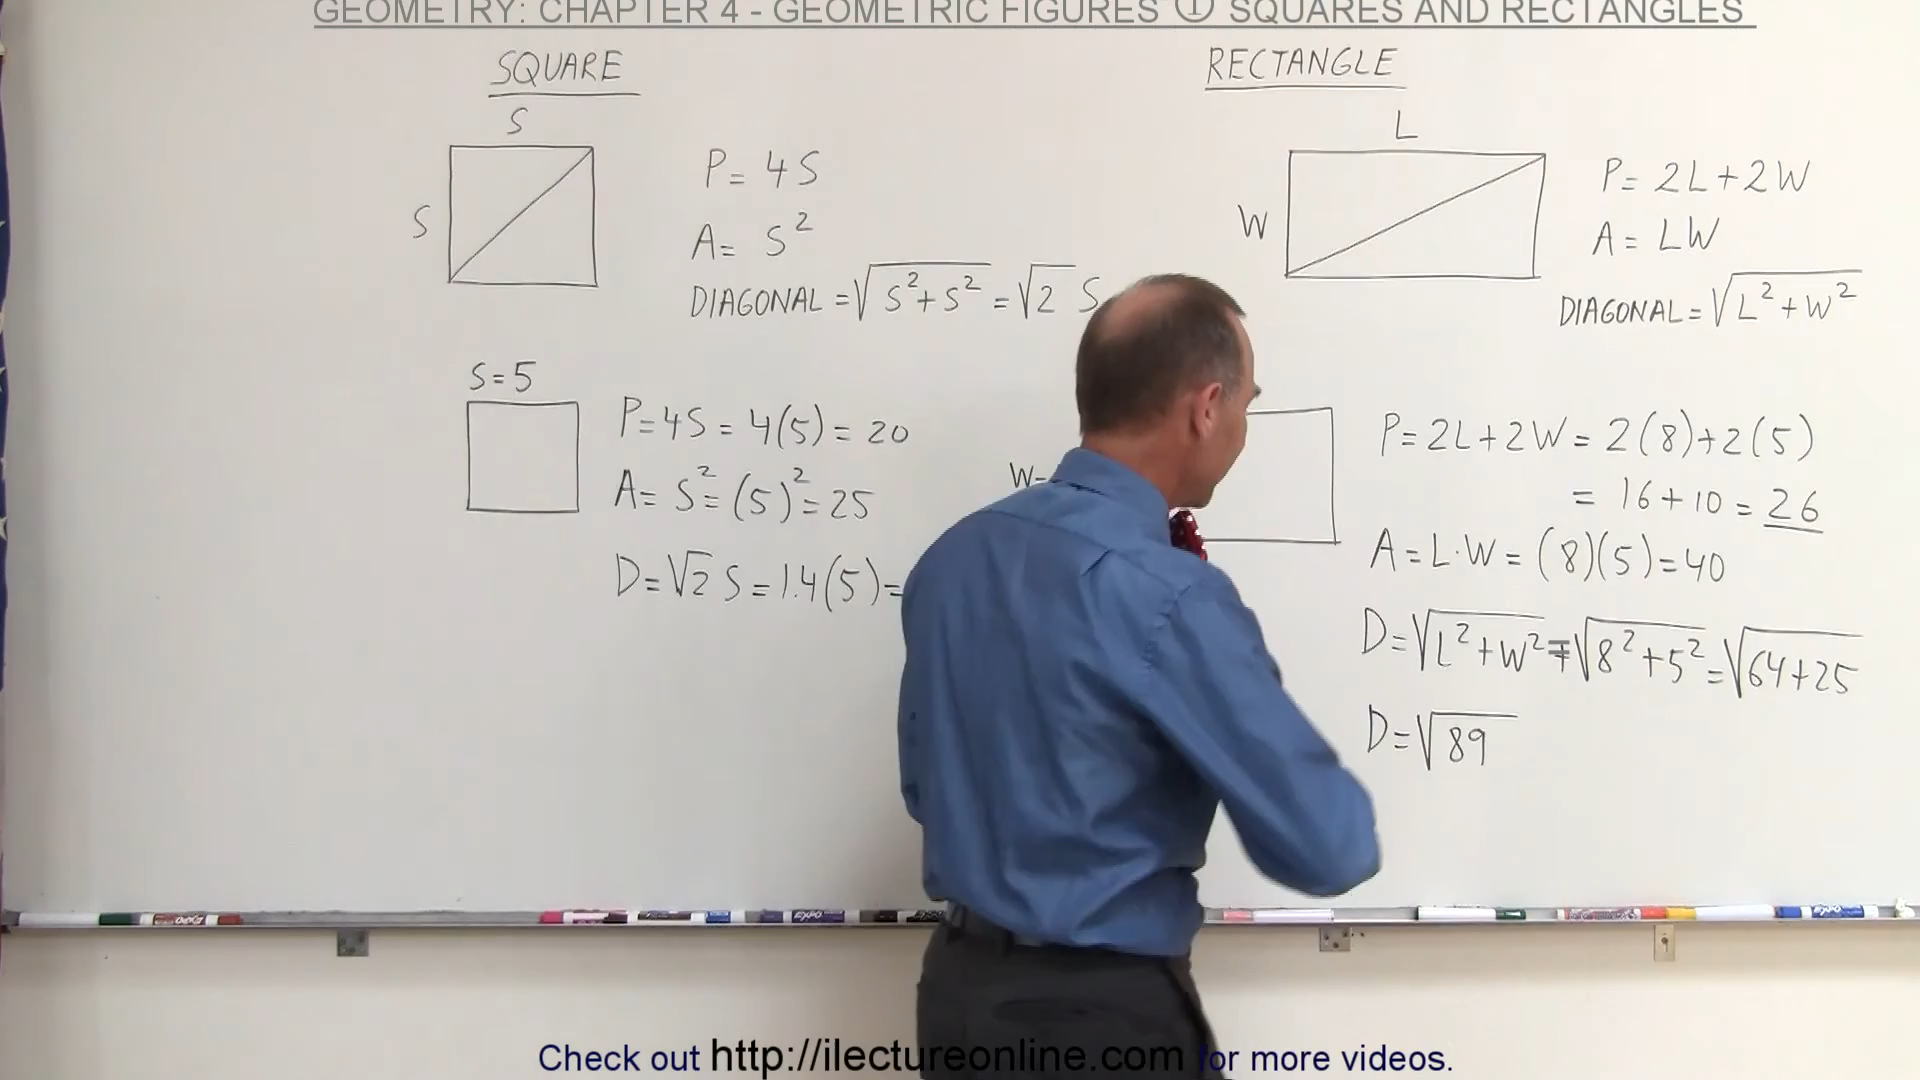 GEOMETRY: CHAPTER 4 - GEOMETRIC FIGURES ① SQUARES AND RECTANGLES
SQUARE
S
S
P= 4S
A= S²
DIAGONAL = √(S²+S²) = √2 S
S=5
P=4S = 4(5) = 20
A= S² = (5)² = 25
D= √2 S = 1.4(5)=
RECTANGLE
L
W
P= 2L+2W
A= LW
DIAGONAL = √(L²+W²)
W=
P= 2L+2W = 2(8)+2(5)
= 16+10 = 26
A= L·W = (8)(5) = 40
D= √(L²+W²) = √(8²+5²) = √(64+25)
D= √89
EXPO
EXPO
Check out http://ilectureonline.com for more videos.